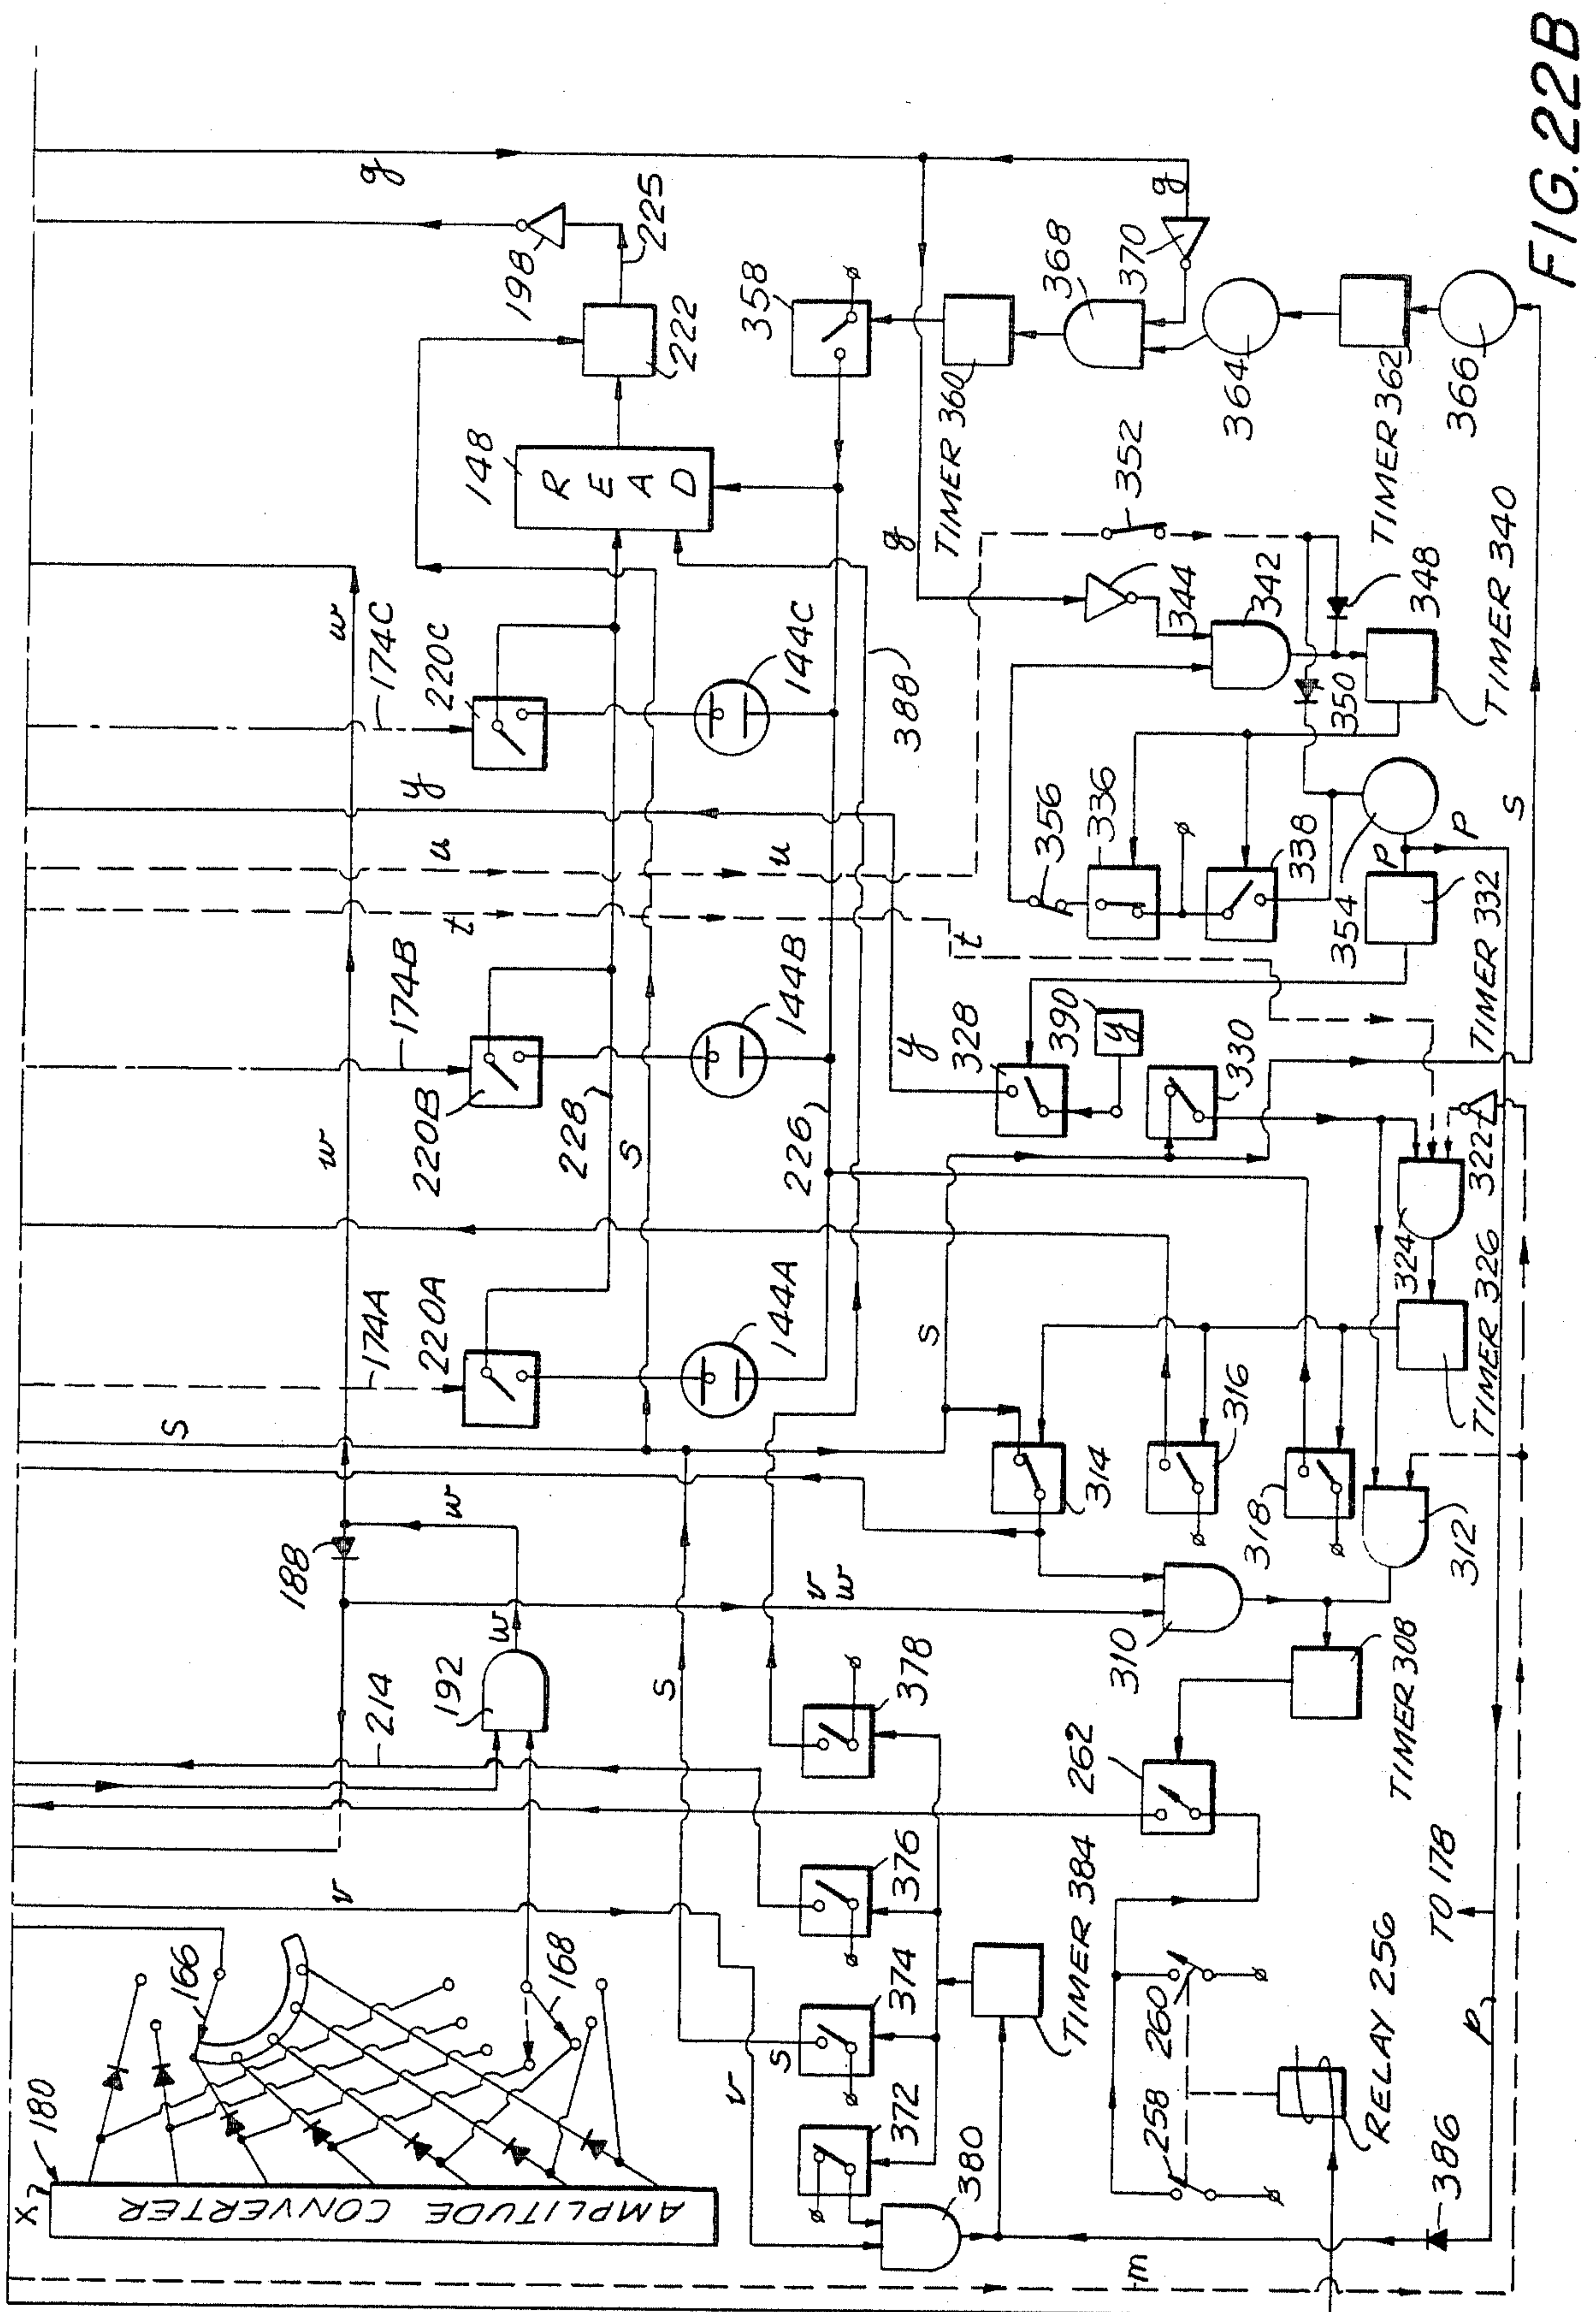 X
180
AMPLITUDE CONVERTER
166
168
v
214
192
w
188
w
v
w
s
174A
220A
144A
174B
220B
228
s
226
144B
t
u
u
y
w
w
174C
220C
144C
388
148
READ
222
225
198
g
358
g
TIMER 360
368
370
g
364
TIMER 362
366
352
344
342
348
350
TIMER 340
s
356
336
338
354
P
P
TIMER 332
t
y
328
390
y
330
322
324
TIMER 326
s
314
316
318
312
310
TIMER 308
262
378
376
374
372
s
s
v
380
TIMER 384
258
260
RELAY 256
TO 178
P
386
m
FIG. 22B